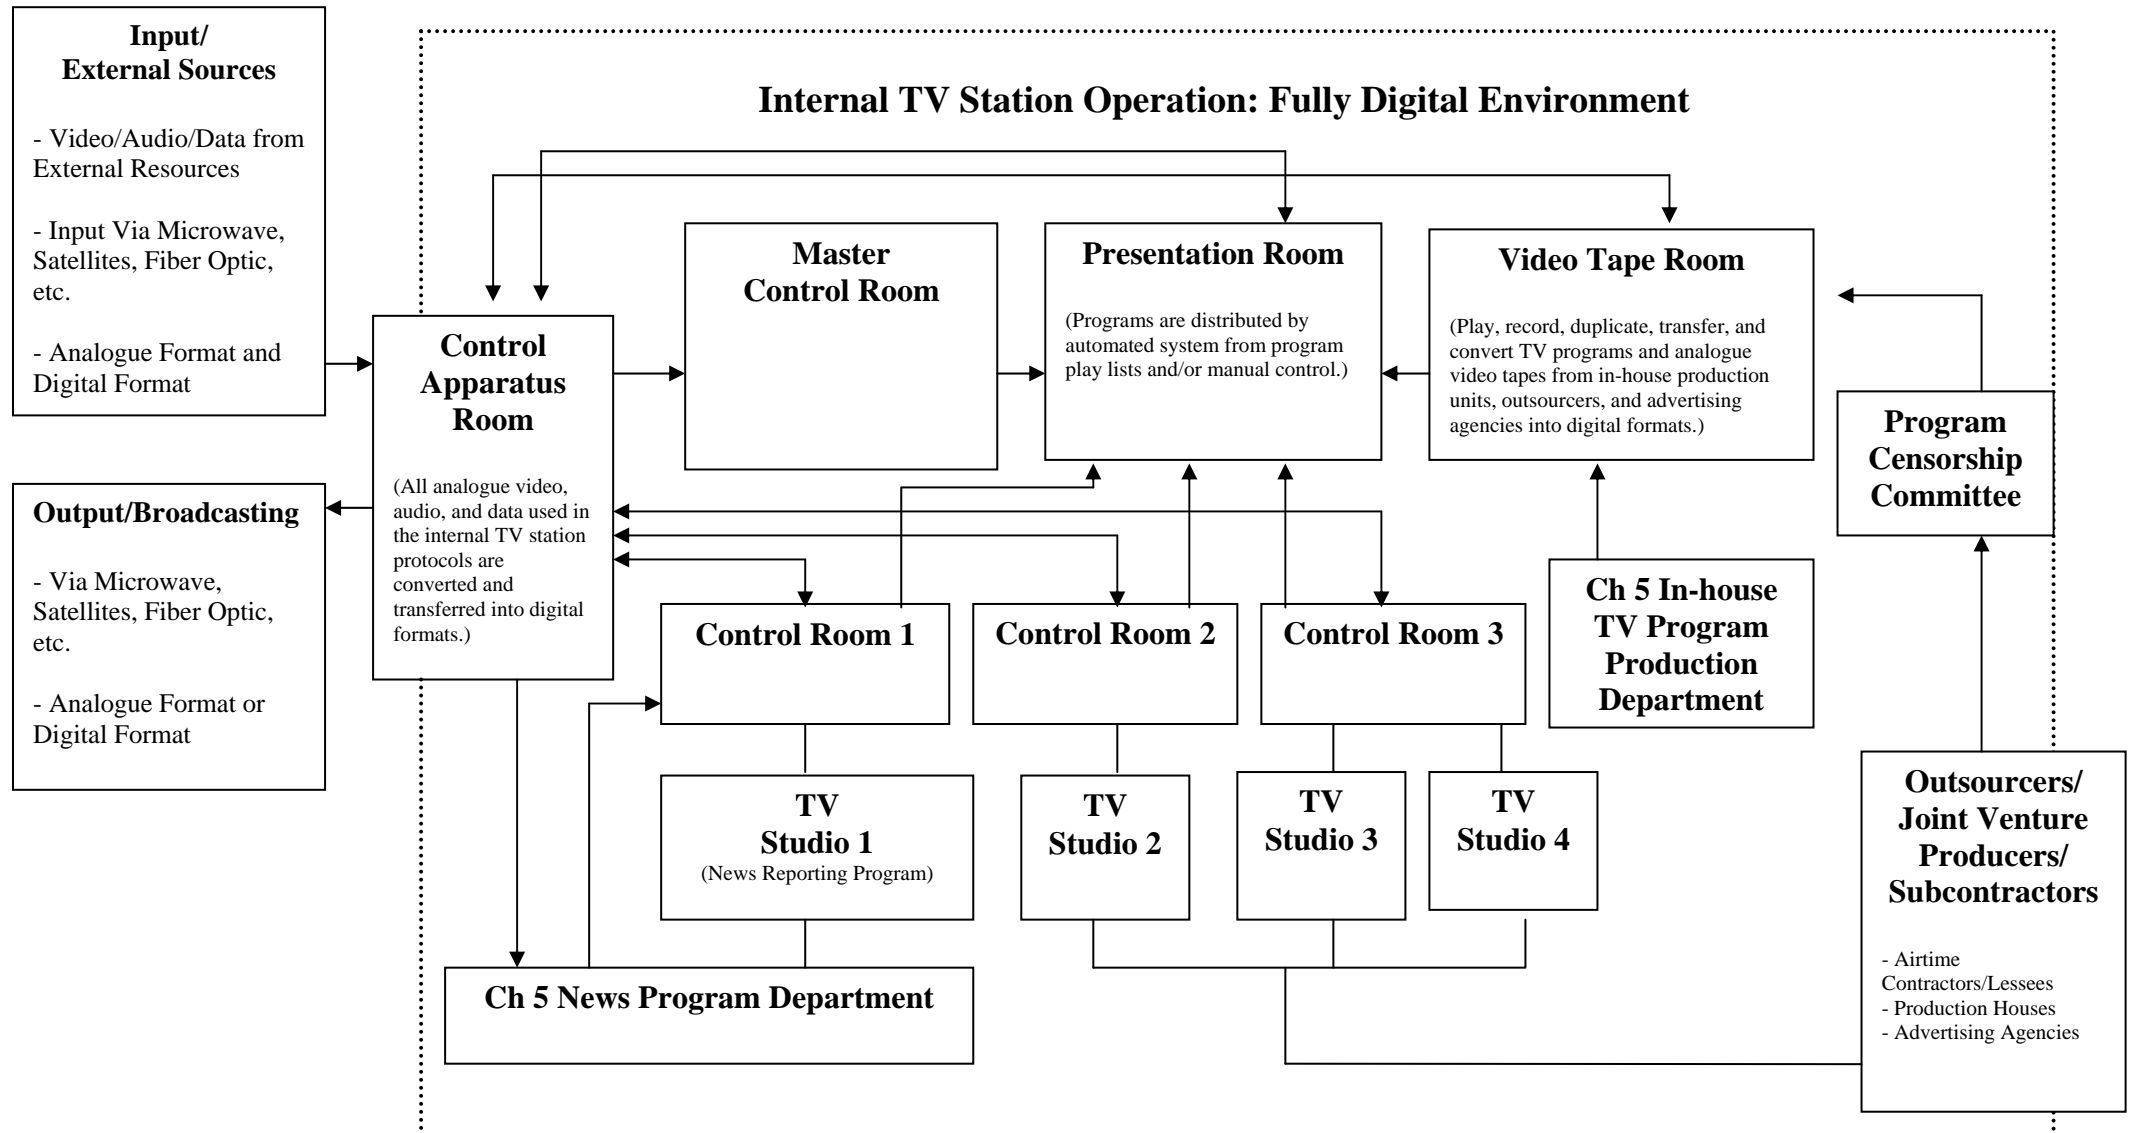 Input/
External Sources
- Video/Audio/Data from
External Resources
- Input Via Microwave,
Satellites, Fiber Optic,
etc.
- Analogue Format and
Digital Format
Output/Broadcasting
- Via Microwave,
Satellites, Fiber Optic,
etc.
- Analogue Format or
Digital Format
Internal TV Station Operation: Fully Digital Environment
Control
Apparatus
Room
(All analogue video,
audio, and data used in
the internal TV station
protocols are
converted and
transferred into digital
formats.)
Master
Control Room
Presentation Room
(Programs are distributed by
automated system from program
play lists and/or manual control.)
Video Tape Room
(Play, record, duplicate, transfer, and
convert TV programs and analogue
video tapes from in-house production
units, outsourcers, and advertising
agencies into digital formats.)
Program
Censorship
Committee
Control Room 1
Control Room 2
Control Room 3
Ch 5 In-house
TV Program
Production
Department
TV
Studio 1
(News Reporting Program)
TV
Studio 2
TV
Studio 3
TV
Studio 4
Outsourcers/
Joint Venture
Producers/
Subcontractors
- Airtime
Contractors/Lessees
- Production Houses
- Advertising Agencies
Ch 5 News Program Department